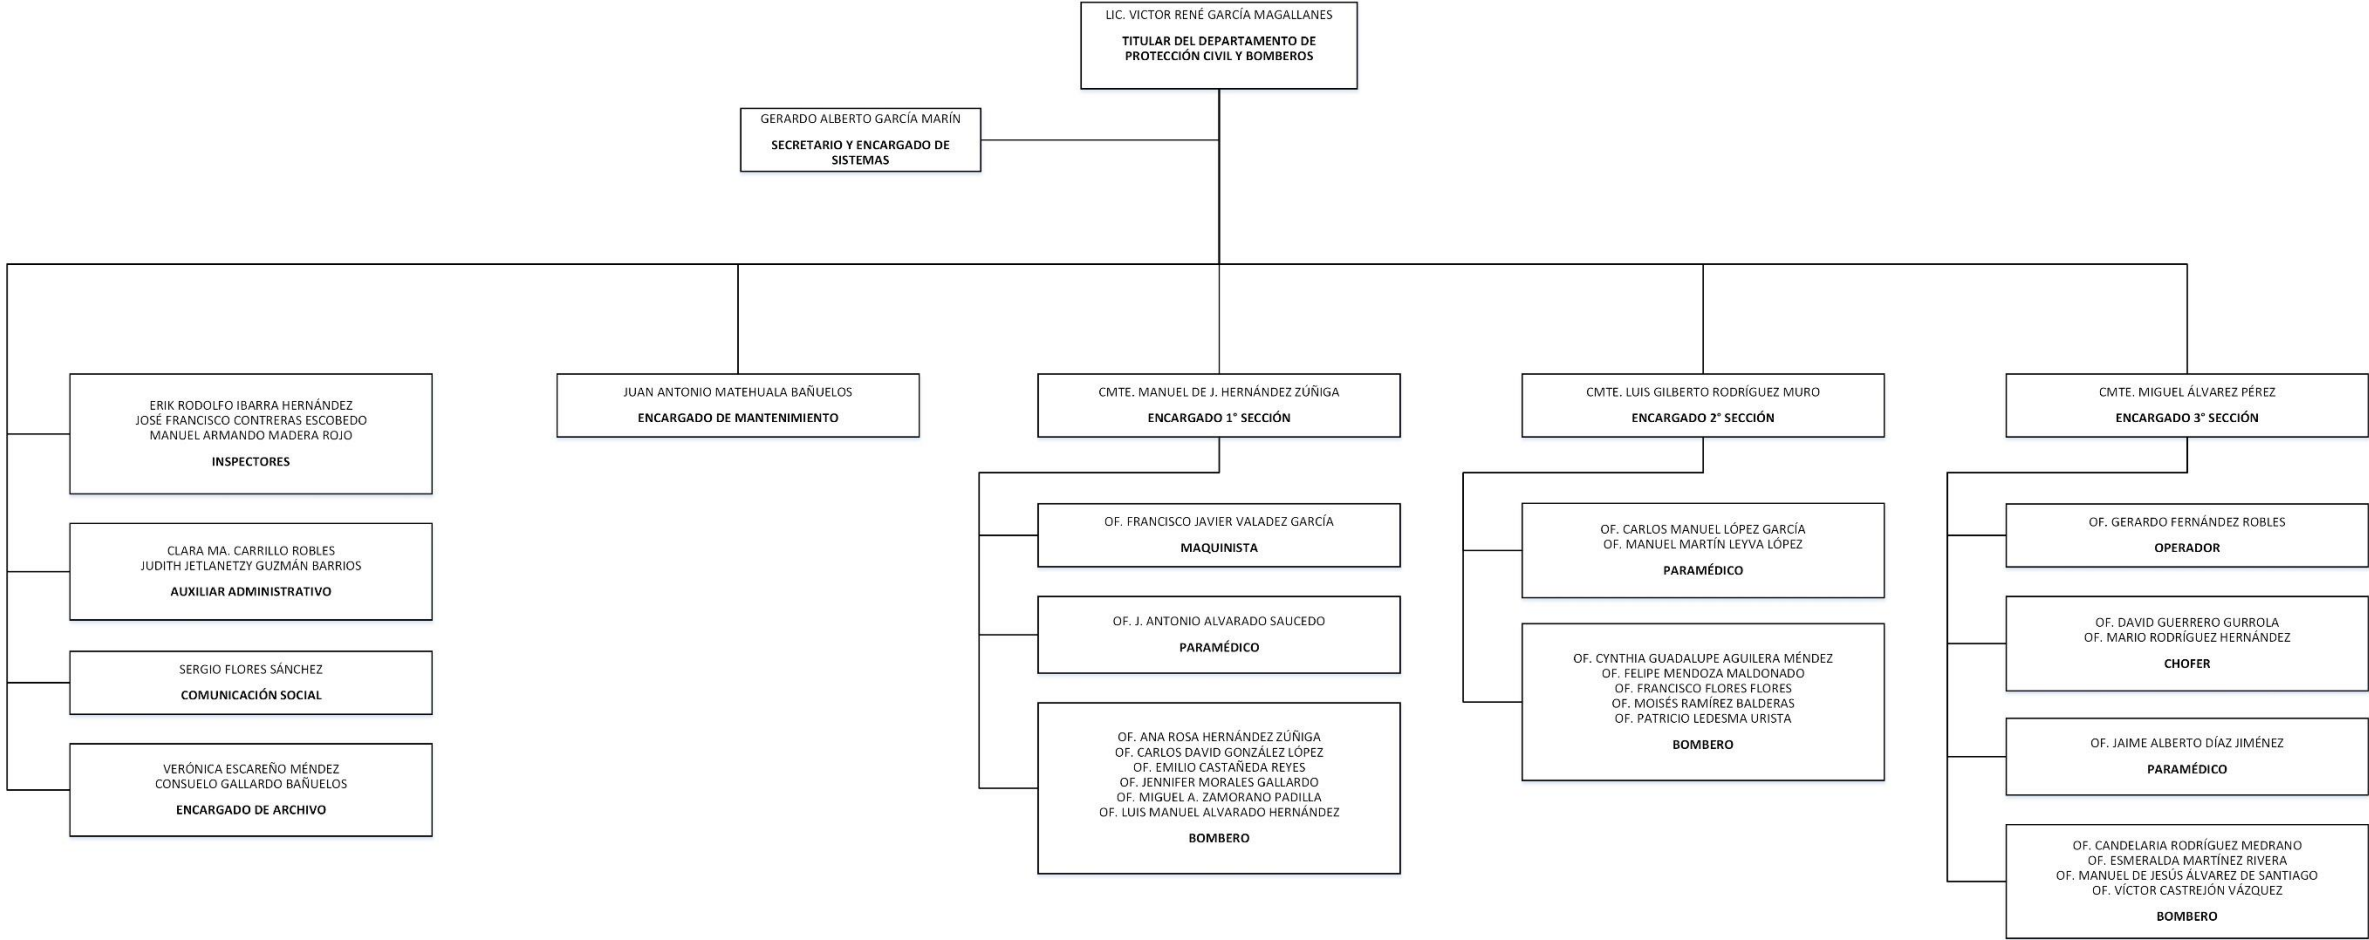 LIC. VICTOR RENÉ GARCÍA MAGALLANES
TITULAR DEL DEPARTAMENTO DE
PROTECCIÓN CIVIL Y BOMBEROS
GERARDO ALBERTO GARCÍA MARÍN
SECRETARIO Y ENCARGADO DE
SISTEMAS
ERIK RODOLFO IBARRA HERNÁNDEZ
JOSÉ FRANCISCO CONTRERAS ESCOBEDO
MANUEL ARMANDO MADERA ROJO
INSPECTORES
CLARA MA. CARRILLO ROBLES
JUDITH JETLANETZY GUZMÁN BARRIOS
AUXILIAR ADMINISTRATIVO
SERGIO FLORES SÁNCHEZ
COMUNICACIÓN SOCIAL
VERÓNICA ESCAREÑO MÉNDEZ
CONSUELO GALLARDO BAÑUELOS
ENCARGADO DE ARCHIVO
JUAN ANTONIO MATEHUALA BAÑUELOS
ENCARGADO DE MANTENIMIENTO
CMTE. MANUEL DE J. HERNÁNDEZ ZÚÑIGA
ENCARGADO 1° SECCIÓN
OF. FRANCISCO JAVIER VALADEZ GARCÍA
MAQUINISTA
OF. J. ANTONIO ALVARADO SAUCEDO
PARAMÉDICO
OF. ANA ROSA HERNÁNDEZ ZÚÑIGA
OF. CARLOS DAVID GONZÁLEZ LÓPEZ
OF. EMILIO CASTAÑEDA REYES
OF. JENNIFER MORALES GALLARDO
OF. MIGUEL A. ZAMORANO PADILLA
OF. LUIS MANUEL ALVARADO HERNÁNDEZ
BOMBERO
CMTE. LUIS GILBERTO RODRÍGUEZ MURO
ENCARGADO 2° SECCIÓN
OF. CARLOS MANUEL LÓPEZ GARCÍA
OF. MANUEL MARTÍN LEYVA LÓPEZ
PARAMÉDICO
OF. CYNTHIA GUADALUPE AGUILERA MÉNDEZ
OF. FELIPE MENDOZA MALDONADO
OF. FRANCISCO FLORES FLORES
OF. MOISÉS RAMÍREZ BALDERAS
OF. PATRICIO LEDESMA URISTA
BOMBERO
CMTE. MIGUEL ÁLVAREZ PÉREZ
ENCARGADO 3° SECCIÓN
OF. GERARDO FERNÁNDEZ ROBLES
OPERADOR
OF. DAVID GUERRERO GURROLA
OF. MARIO RODRÍGUEZ HERNÁNDEZ
CHOFER
OF. JAIME ALBERTO DÍAZ JIMÉNEZ
PARAMÉDICO
OF. CANDELARIA RODRÍGUEZ MEDRANO
OF. ESMERALDA MARTÍNEZ RIVERA
OF. MANUEL DE JESÚS ÁLVAREZ DE SANTIAGO
OF. VÍCTOR CASTREJÓN VÁZQUEZ
BOMBERO